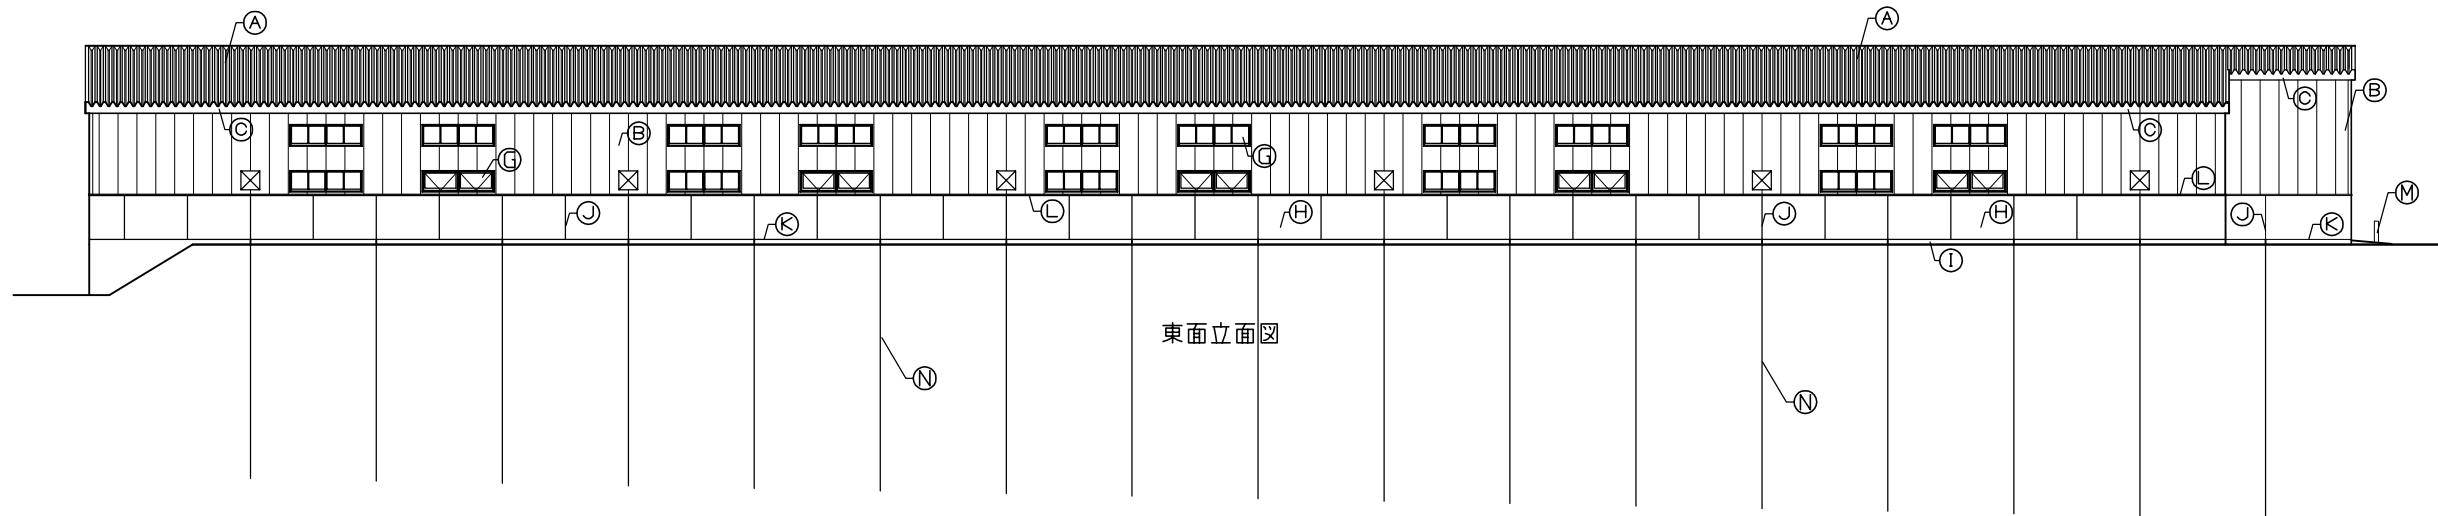 Ⓐ Ⓐ
Ⓒ Ⓑ
Ⓒ Ⓑ Ⓒ
Ⓖ Ⓖ
Ⓛ Ⓜ
Ⓙ Ⓚ Ⓛ Ⓗ Ⓙ Ⓗ Ⓙ Ⓚ
Ⓘ
東面立面図
Ⓝ Ⓝ